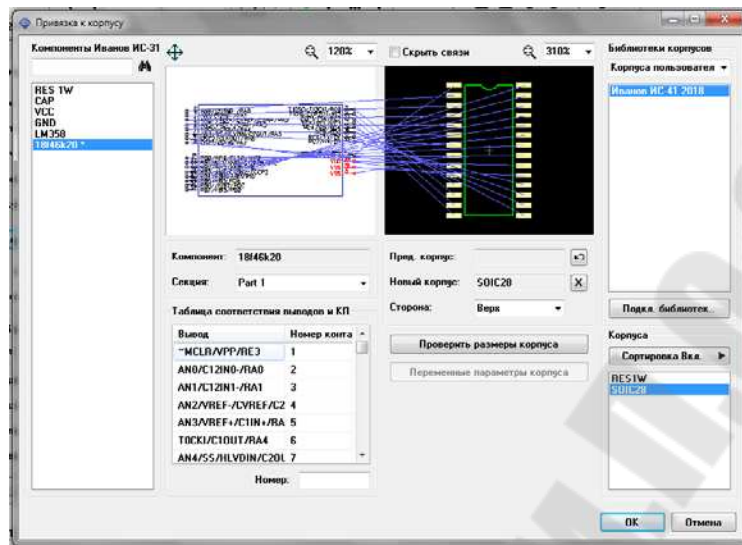 Привязка к корпусу
Компоненты Иванов ИС-31
RES 1W
CAP
VCC
GND
LM358
18f46k20 *
120%
Скрыть связи
310%
Компонент: 18f46k20
Секция: Part 1
Таблица соответствия выводов и КП
Вывод Номер конта
~MCLR/VPP/RE3 1
AN0/C12IN0-/RA0 2
AN1/C12IN1-/RA1 3
AN2/VREF-/CVREF/C2 4
AN3/VREF+/C1IN+/RA 5
T0CKI/C1OUT/RA4 6
AN4/SS/HLVDIN/C2OU 7
Номер:
Пред. корпус:
Новый корпус: SOIC28 X
Сторона: Верх
Проверить размеры корпуса
Переменные параметры корпуса
Библиотеки корпусов
Корпуса пользовател
Иванов ИС-41 2018
Подкл. библиотек...
Корпуса
Сортировка Вкл.
RES1W
SOIC28
OK Отмена